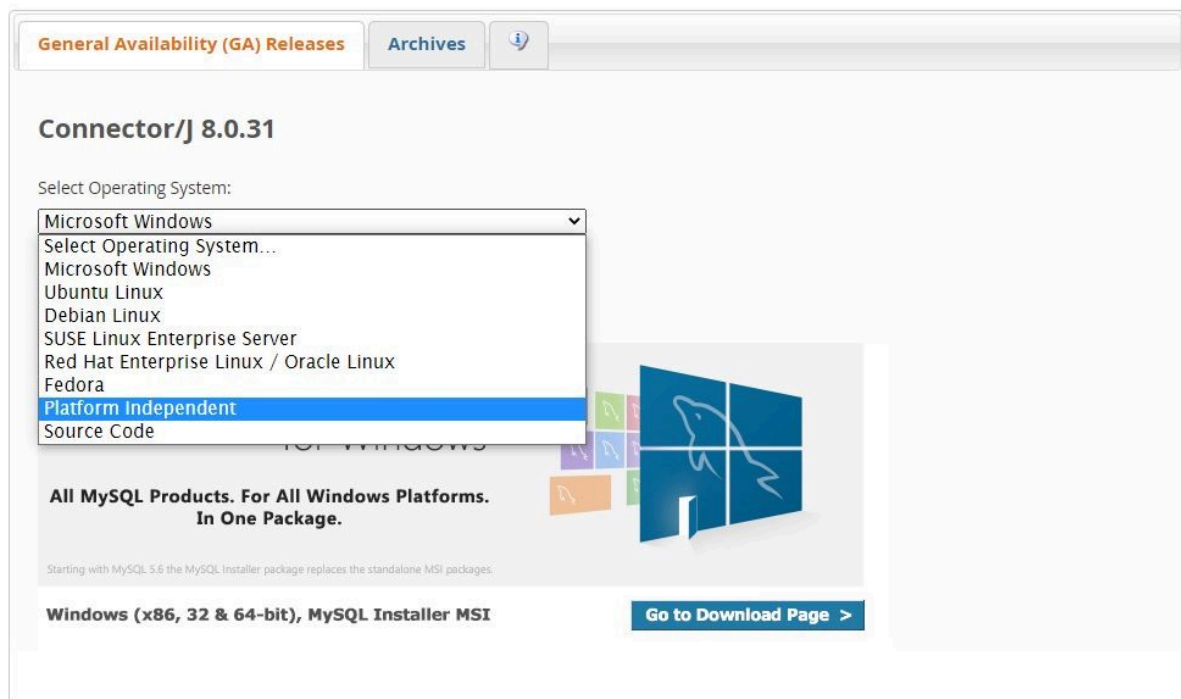 General Availability (GA) Releases
Archives
Connector/J 8.0.31
Select Operating System:
Microsoft Windows
Select Operating System...
Microsoft Windows
Ubuntu Linux
Debian Linux
SUSE Linux Enterprise Server
Red Hat Enterprise Linux / Oracle Linux
Fedora
Platform Independent
Source Code
for Windows
All MySQL Products. For All Windows Platforms.
In One Package.
Starting with MySQL 5.6 the MySQL Installer package replaces the standalone MSI packages.
Windows (x86, 32 & 64-bit), MySQL Installer MSI
Go to Download Page >